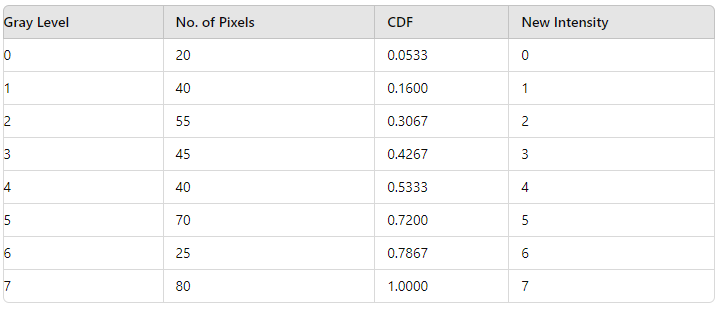 Gray Level No. of Pixels CDF New Intensity
0 20 0.0533 0
1 40 0.1600 1
2 55 0.3067 2
3 45 0.4267 3
4 40 0.5333 4
5 70 0.7200 5
6 25 0.7867 6
7 80 1.0000 7